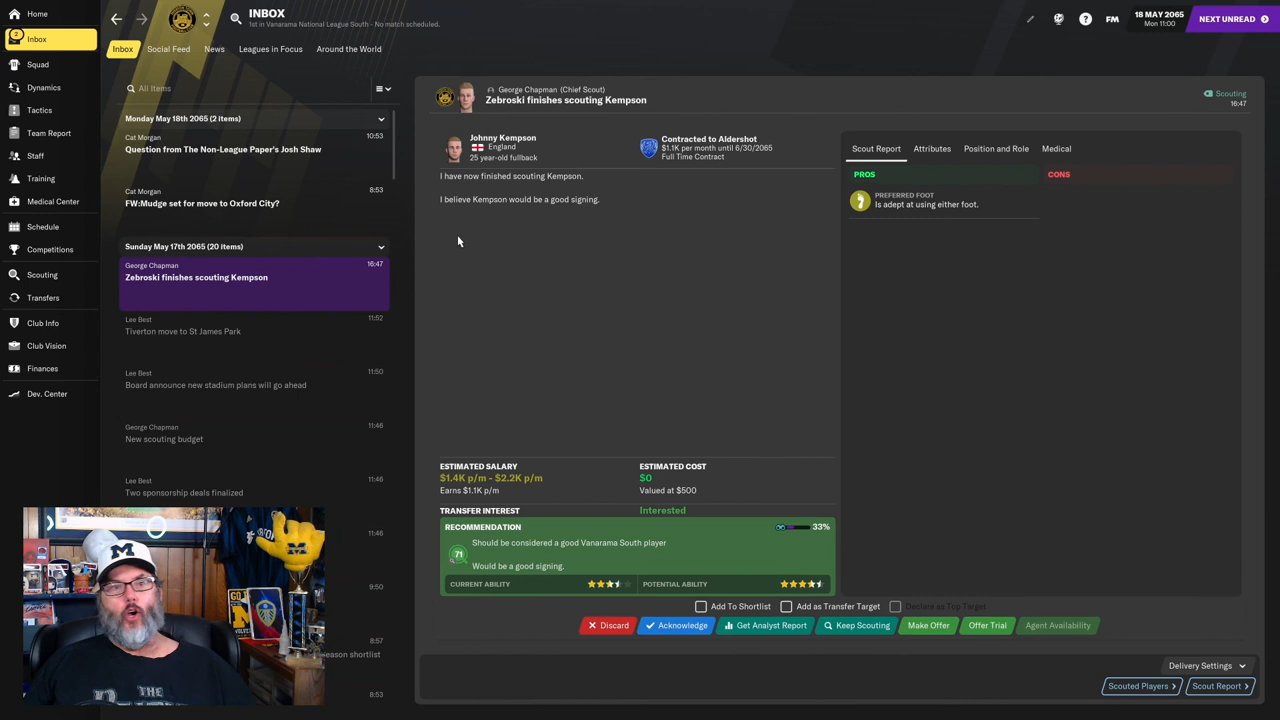 Home
2
Inbox
Squad
Dynamics
Tactics
Team Report
Staff
Training
Medical Center
Schedule
Competitions
Scouting
Transfers
Club Info
Club Vision
Finances
Dev. Center
INBOX
1st in Vanarama National League South - No match scheduled.
FM
18 MAY 2065
Mon 11:00
NEXT UNREAD
Inbox
Social Feed
News
Leagues in Focus
Around the World
All Items
Monday May 18th 2065 (2 items)
Cat Morgan
10:53
Question from The Non-League Paper's Josh Shaw
Cat Morgan
8:53
FW:Mudge set for move to Oxford City?
Sunday May 17th 2065 (20 items)
George Chapman
16:47
Zebroski finishes scouting Kempson
Lee Best
11:52
Tiverton move to St James Park
Lee Best
11:50
Board announce new stadium plans will go ahead
George Chapman
11:46
New scouting budget
Lee Best
11:46
Two sponsorship deals finalized
11:46
9:50
8:57
eason shortlist
8:53
George Chapman (Chief Scout)
Zebroski finishes scouting Kempson
Scouting
16:47
Johnny Kempson
England
25 year-old fullback
Contracted to Aldershot
$1.1K per month until 6/30/2065
Full Time Contract
I have now finished scouting Kempson.
I believe Kempson would be a good signing.
Scout Report
Attributes
Position and Role
Medical
PROS
CONS
PREFERRED FOOT
Is adept at using either foot.
ESTIMATED SALARY
$1.4K p/m - $2.2K p/m
Earns $1.1K p/m
ESTIMATED COST
$0
Valued at $500
TRANSFER INTEREST
Interested
RECOMMENDATION
33%
71
Should be considered a good Vanarama South player
Would be a good signing.
CURRENT ABILITY
POTENTIAL ABILITY
Add To Shortlist
Add as Transfer Target
Declare as Top Target
Discard
Acknowledge
Get Analyst Report
Keep Scouting
Make Offer
Offer Trial
Agent Availability
Delivery Settings
Scouted Players
Scout Report
M
THE